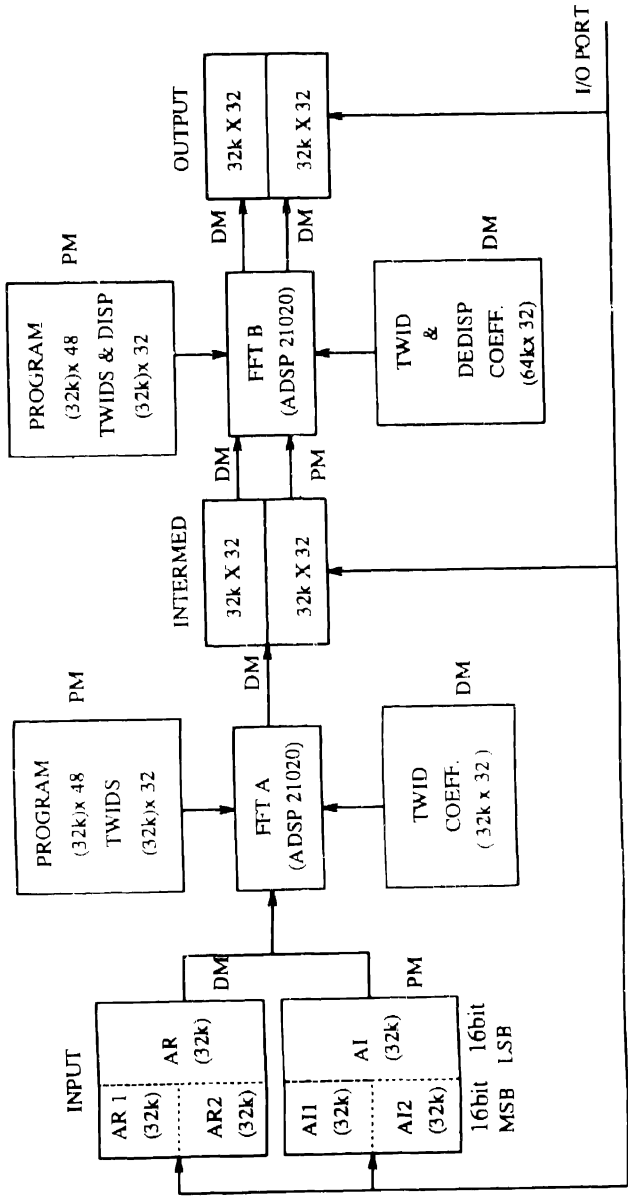 INPUT
AR 1
(32k)
AR2
(32k)
AR
(32k)
DM
AI1
(32k)
AI2
(32k)
AI
(32k)
PM
16bit
MSB
16bit
LSB
PROGRAM
(32k)x 48
TWIDS
(32k)x 32
PM
FFT A
(ADSP 21020)
TWID
COEFF.
( 32k x 32 )
DM
DM
INTERMED
32k X 32
32k X 32
DM
PM
PROGRAM
(32k)x 48
TWIDS & DISP
(32k)x 32
PM
FFT B
(ADSP 21020)
TWID
&
DEDISP
COEFF.
(64kx 32)
DM
DM
DM
OUTPUT
32k X 32
32k X 32
I/O PORT